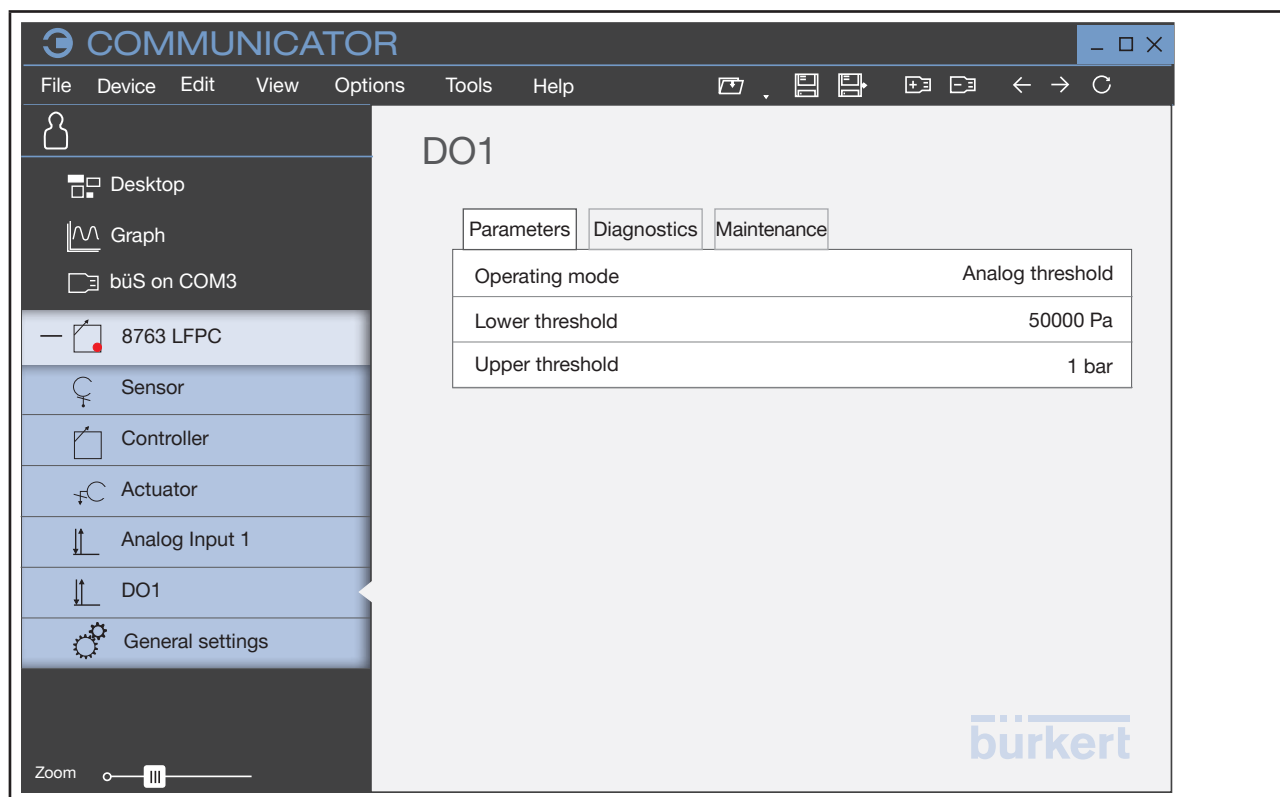 COMMUNICATOR
File Device Edit View Options Tools Help
Desktop
Graph
büS on COM3
8763 LFPC
Sensor
Controller
Actuator
Analog Input 1
DO1
General settings
Zoom
DO1
Parameters Diagnostics Maintenance
Operating mode Analog threshold
Lower threshold 50000 Pa
Upper threshold 1 bar
burkert